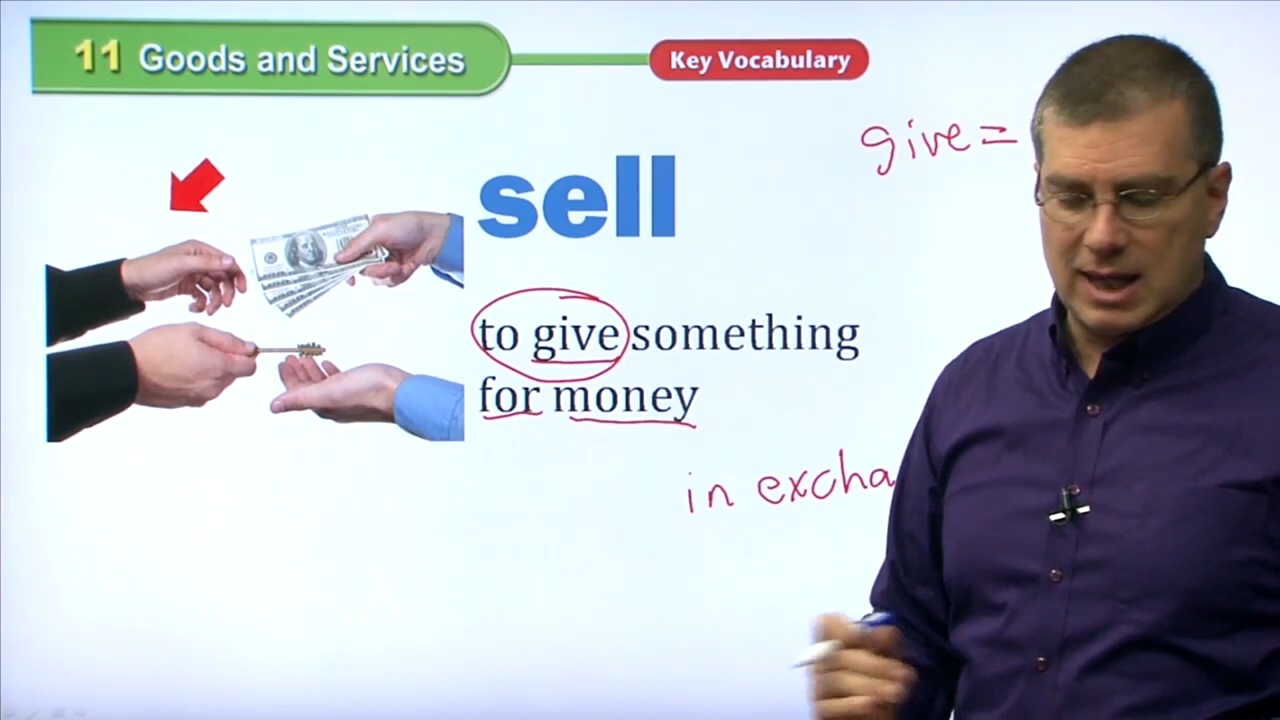 11 Goods and Services
Key Vocabulary
give =
sell
to give something
for money
in excha